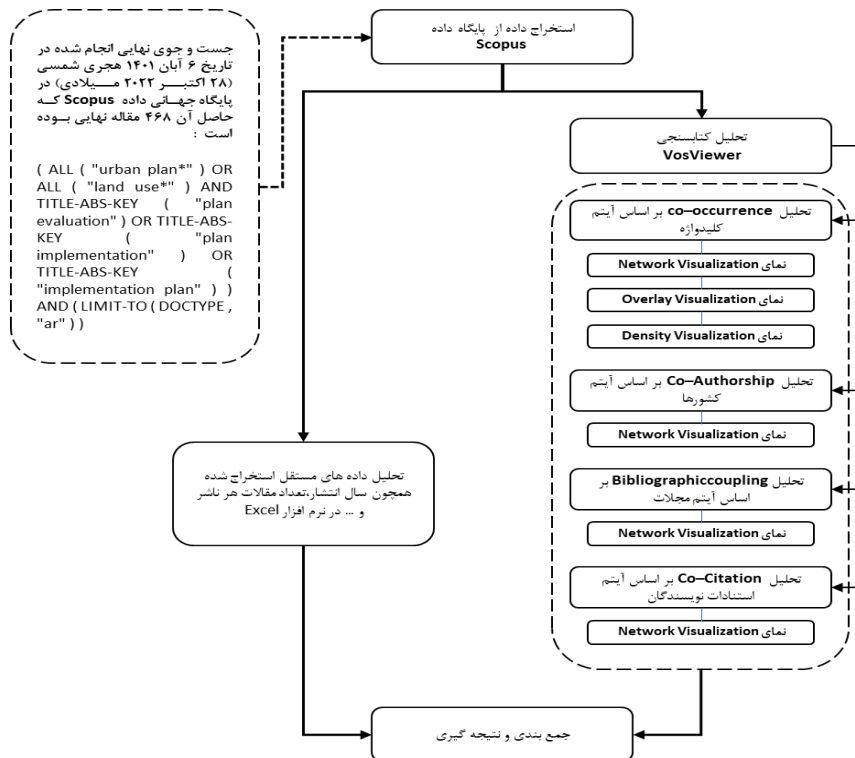 استخراج داده از پایگاه داده
Scopus
جست و جوی نهایی انجام شده در
تاریخ ۶ آبان ۱۴۰۱ هجری شمسی
(۲۸ اکتبر ۲۰۲۲ میلادی) در
پایگاه جهانی داده Scopus که
حاصل آن ۴۶۸ مقاله نهایی بوده
است :
( ALL ( "urban plan*" ) OR
ALL ( "land use*" ) AND
TITLE-ABS-KEY ( "plan
evaluation" ) OR TITLE-ABS-
KEY ( "plan
implementation" ) OR
TITLE-ABS-KEY (
"implementation plan" ) )
AND ( LIMIT-TO ( DOCTYPE ,
"ar" ) )
تحلیل کتابسنجی
VosViewer
تحلیل co-occurrence بر اساس آیتم
کلیدواژه
نمای Network Visualization
نمای Overlay Visualization
نمای Density Visualization
تحلیل Co-Authorship بر اساس آیتم
کشورها
نمای Network Visualization
تحلیل Bibliographiccoupling بر
اساس آیتم مجلات
نمای Network Visualization
تحلیل Co-Citation بر اساس آیتم
استنادات نویسندگان
نمای Network Visualization
تحلیل داده های مستقل استخراج شده
همچون سال انتشار،تعداد مقالات هر ناشر
و ... در نرم افزار Excel
جمع بندی و نتیجه گیری